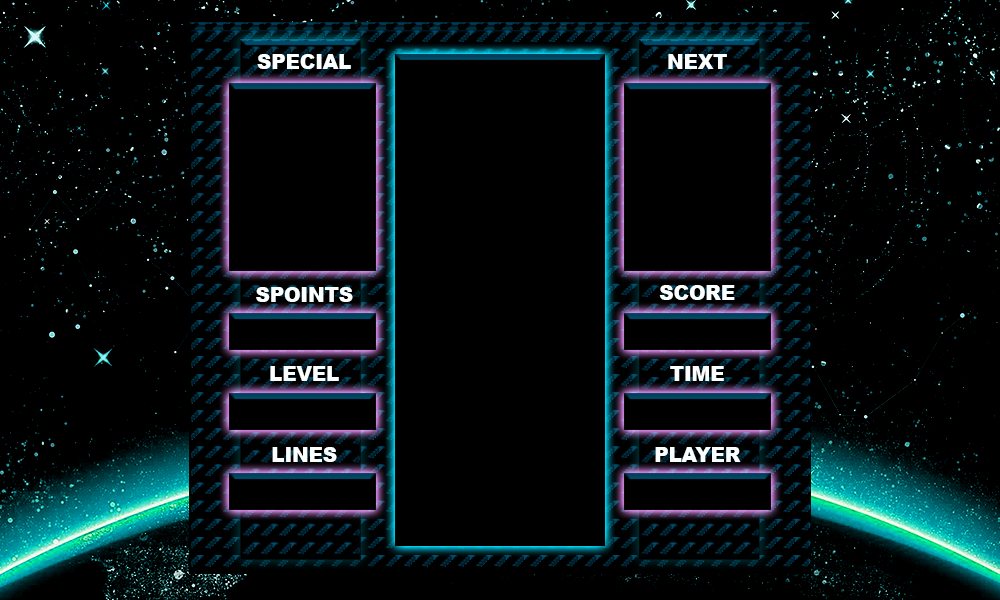 SPECIAL
NEXT
SPOINTS
SCORE
LEVEL
TIME
LINES
PLAYER